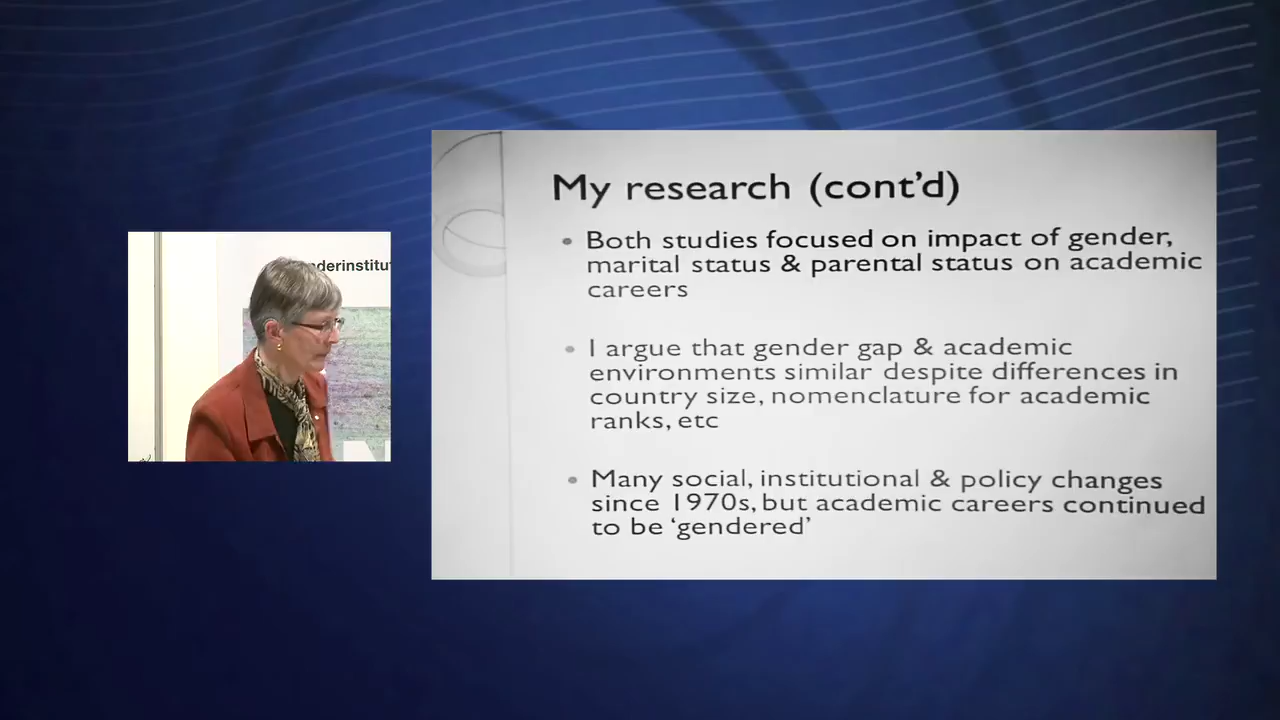 nderinstitu
My research (cont'd)
• Both studies focused on impact of gender,
marital status & parental status on academic
careers
• I argue that gender gap & academic
environments similar despite differences in
country size, nomenclature for academic
ranks, etc
• Many social, institutional & policy changes
since 1970s, but academic careers continued
to be 'gendered'